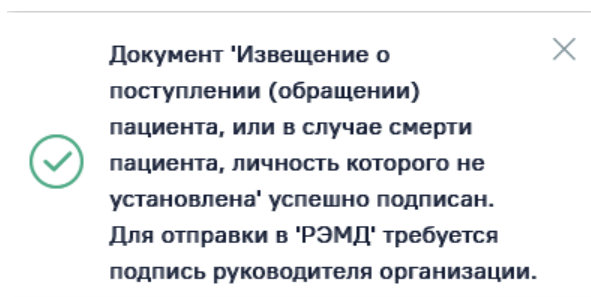 Документ 'Извещение о
поступлении (обращении)
пациента, или в случае смерти
пациента, личность которого не
установлена' успешно подписан.
Для отправки в 'РЭМД' требуется
подпись руководителя организации.